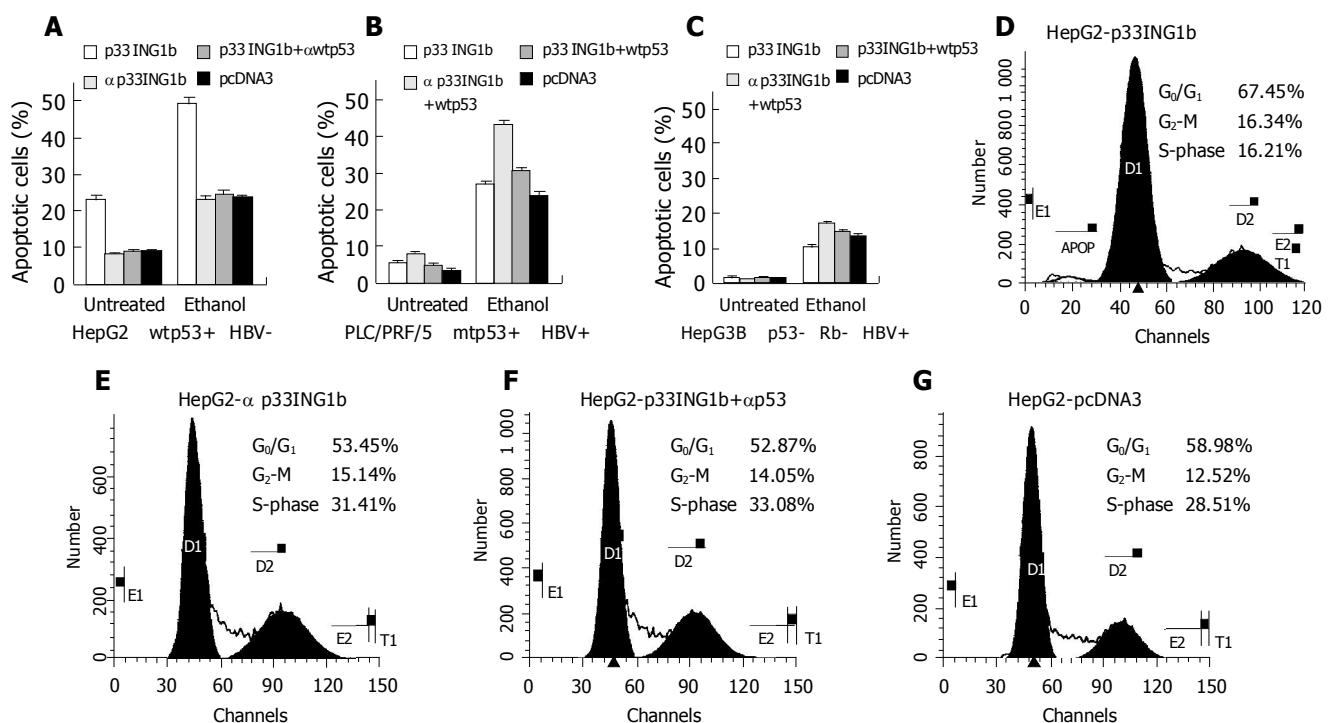 A
p33 ING1b
p33 ING1b+αwtp53
α p33ING1b
pcDNA3
Apoptotic cells (%)
50
40
30
20
10
0
Untreated
Ethanol
HepG2 wtp53+ HBV-
B
p33 ING1b
p33 ING1b+wtp53
α p33ING1b
+wtp53
pcDNA3
Apoptotic cells (%)
50
40
30
20
10
0
Untreated
Ethanol
PLC/PRF/5 mtp53+ HBV+
C
p33 ING1b
p33ING1b+wtp53
α p33ING1b
+wtp53
pcDNA3
Apoptotic cells (%)
50
40
30
20
10
0
Untreated
Ethanol
HepG3B p53- Rb- HBV+
D
HepG2-p33ING1b
G₀/G₁ 67.45%
G₂-M 16.34%
S-phase 16.21%
Number
1 000
800
600
400
200
0
E1
APOP
D1
D2
E2
T1
0 20 40 60 80 100 120
Channels
E
HepG2-α p33ING1b
G₀/G₁ 53.45%
G₂-M 15.14%
S-phase 31.41%
Number
800
600
400
200
0
E1
D1
D2
E2
T1
0 30 60 90 120 150
Channels
F
HepG2-p33ING1b+αp53
G₀/G₁ 52.87%
G₂-M 14.05%
S-phase 33.08%
Number
1 000
800
600
400
200
0
E1
D1
D2
E2
T1
0 30 60 90 120 150
Channels
G
HepG2-pcDNA3
G₀/G₁ 58.98%
G₂-M 12.52%
S-phase 28.51%
Number
800
600
400
200
0
E1
D1
D2
E2
T1
0 30 60 90 120 150
Channels